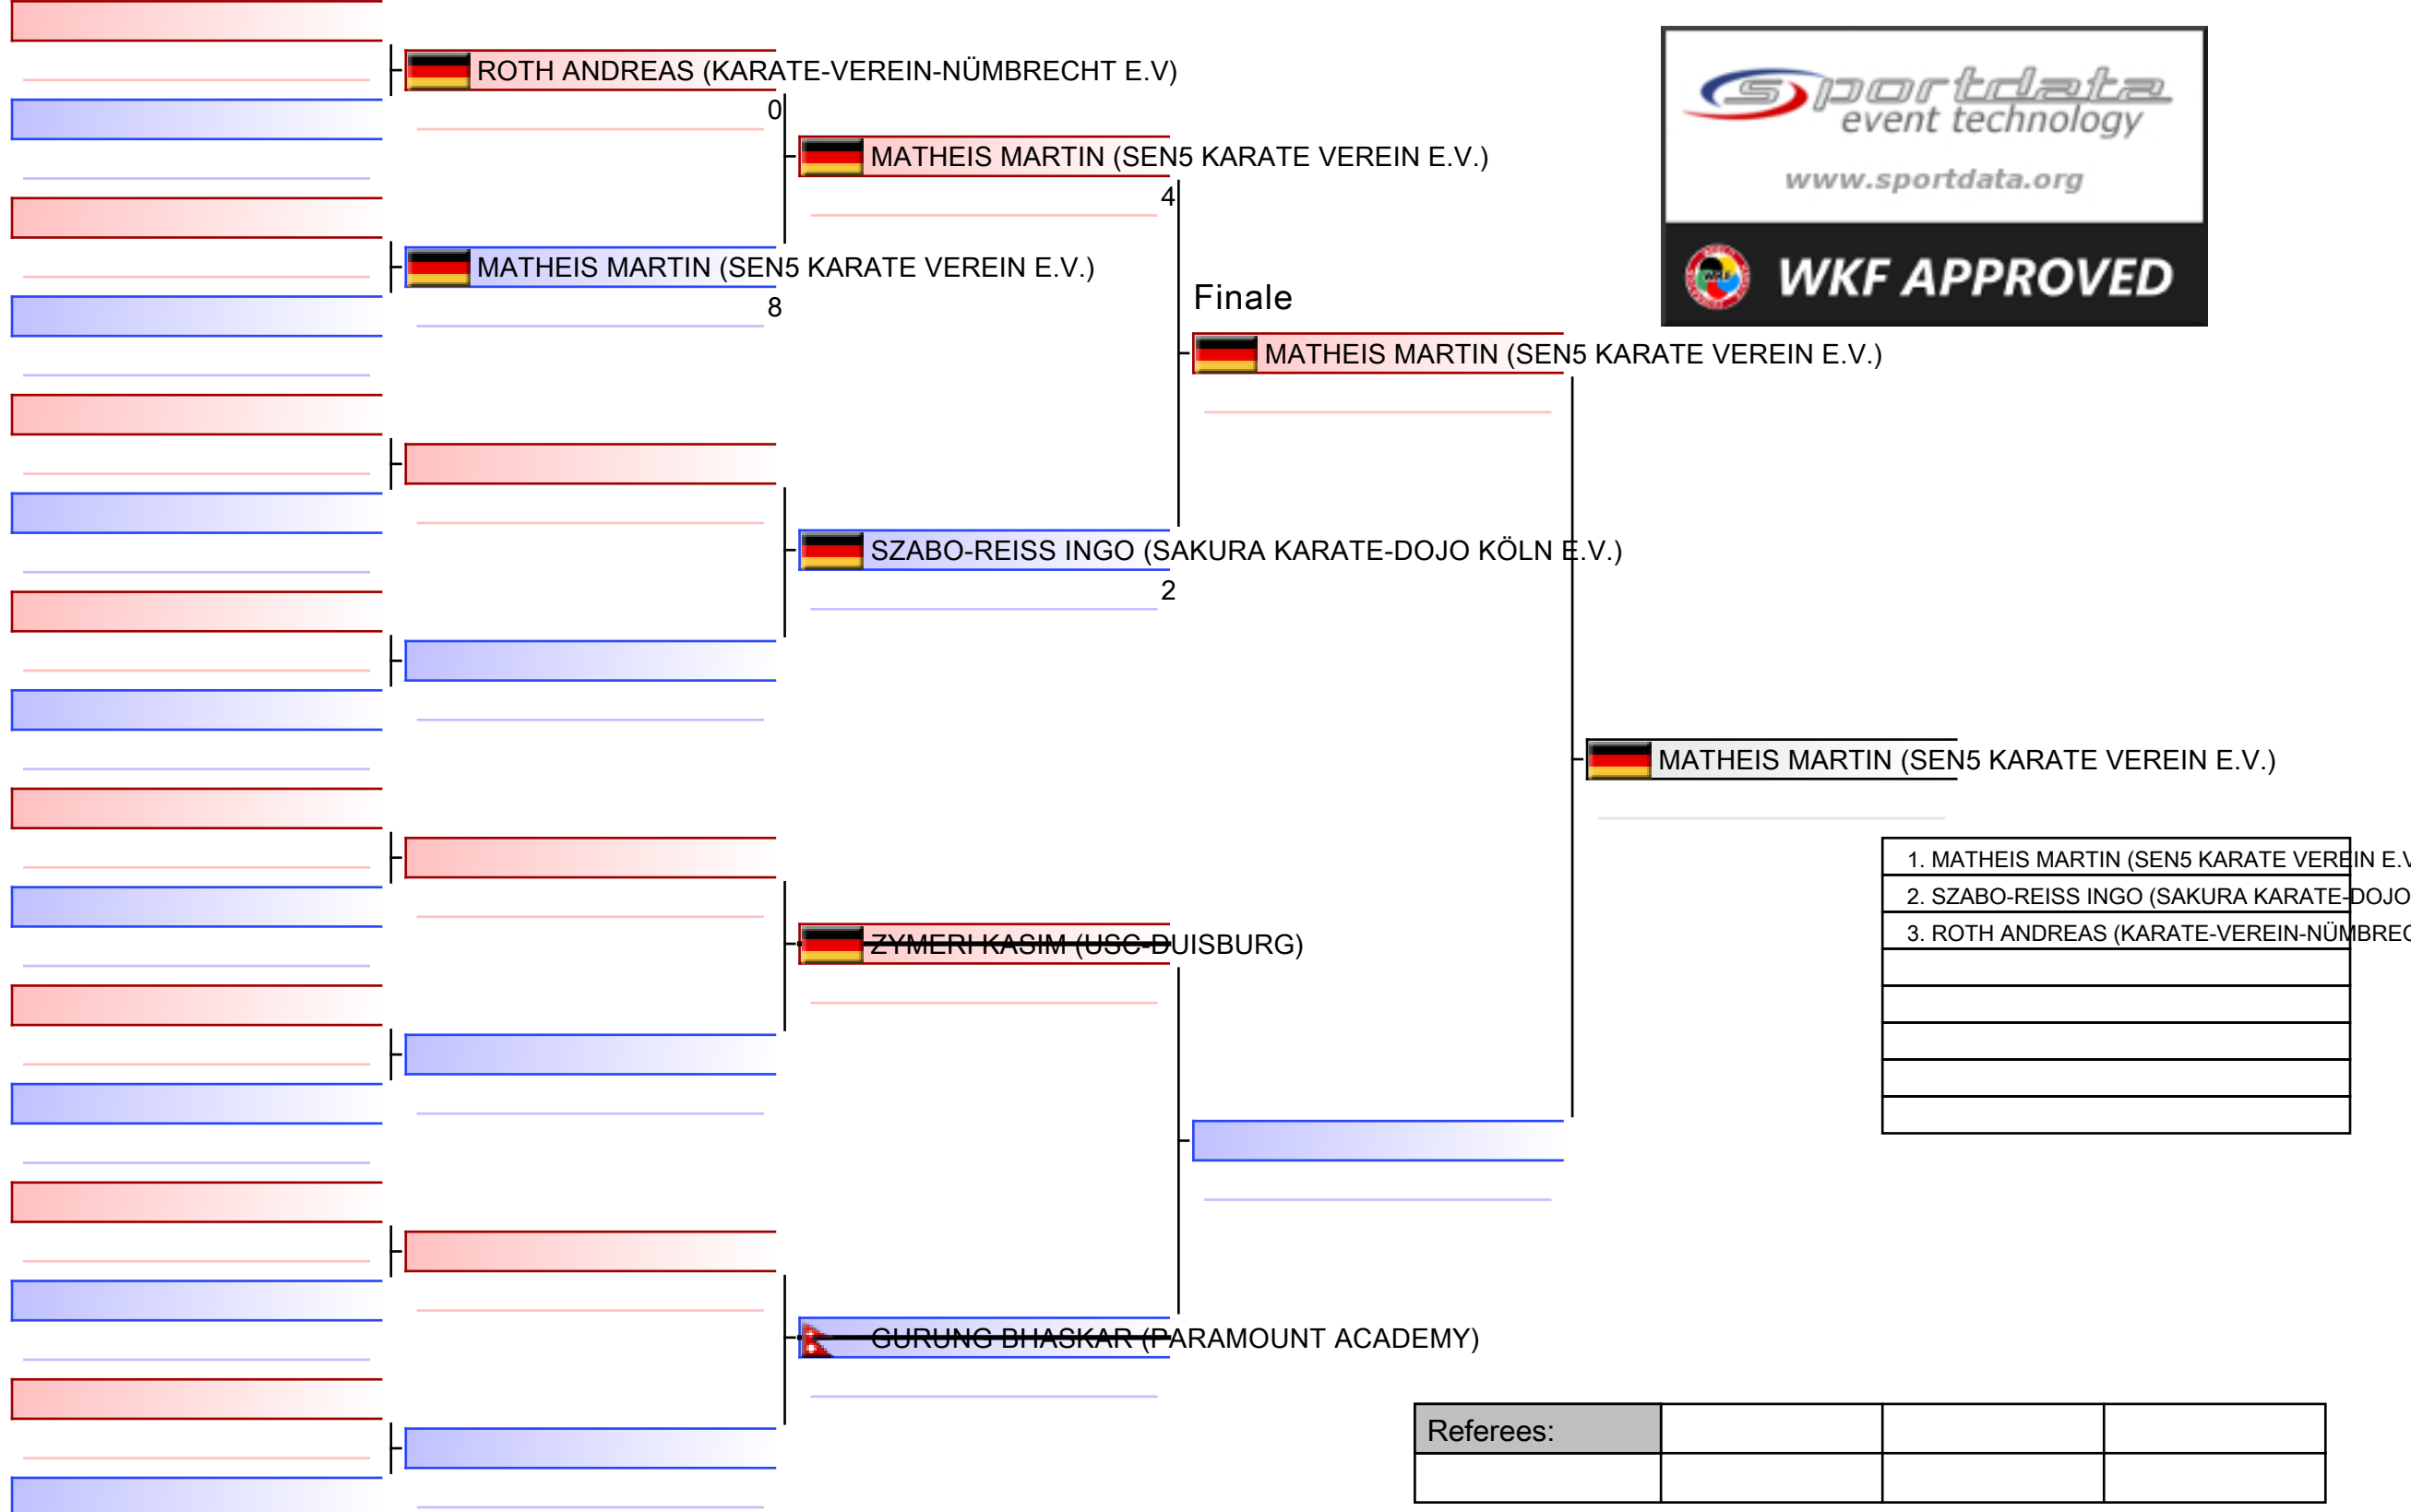 ROTH ANDREAS (KARATE-VEREIN-NÜMBRECHT E.V)
0
MATHEIS MARTIN (SEN5 KARATE VEREIN E.V.)
4
MATHEIS MARTIN (SEN5 KARATE VEREIN E.V.)
8
Finale
MATHEIS MARTIN (SEN5 KARATE VEREIN E.V.)
SZABO-REISS INGO (SAKURA KARATE-DOJO KÖLN E.V.)
2
MATHEIS MARTIN (SEN5 KARATE VEREIN E.V.)
ZYMERI KASIM (USC-DUISBURG)
GURUNG BHASKAR (PARAMOUNT ACADEMY)
sportdata
event technology
www.sportdata.org
WKF
WKF APPROVED
1. MATHEIS MARTIN (SEN5 KARATE VEREIN E.V
2. SZABO-REISS INGO (SAKURA KARATE-DOJO
3. ROTH ANDREAS (KARATE-VEREIN-NÜMBREC
Referees: